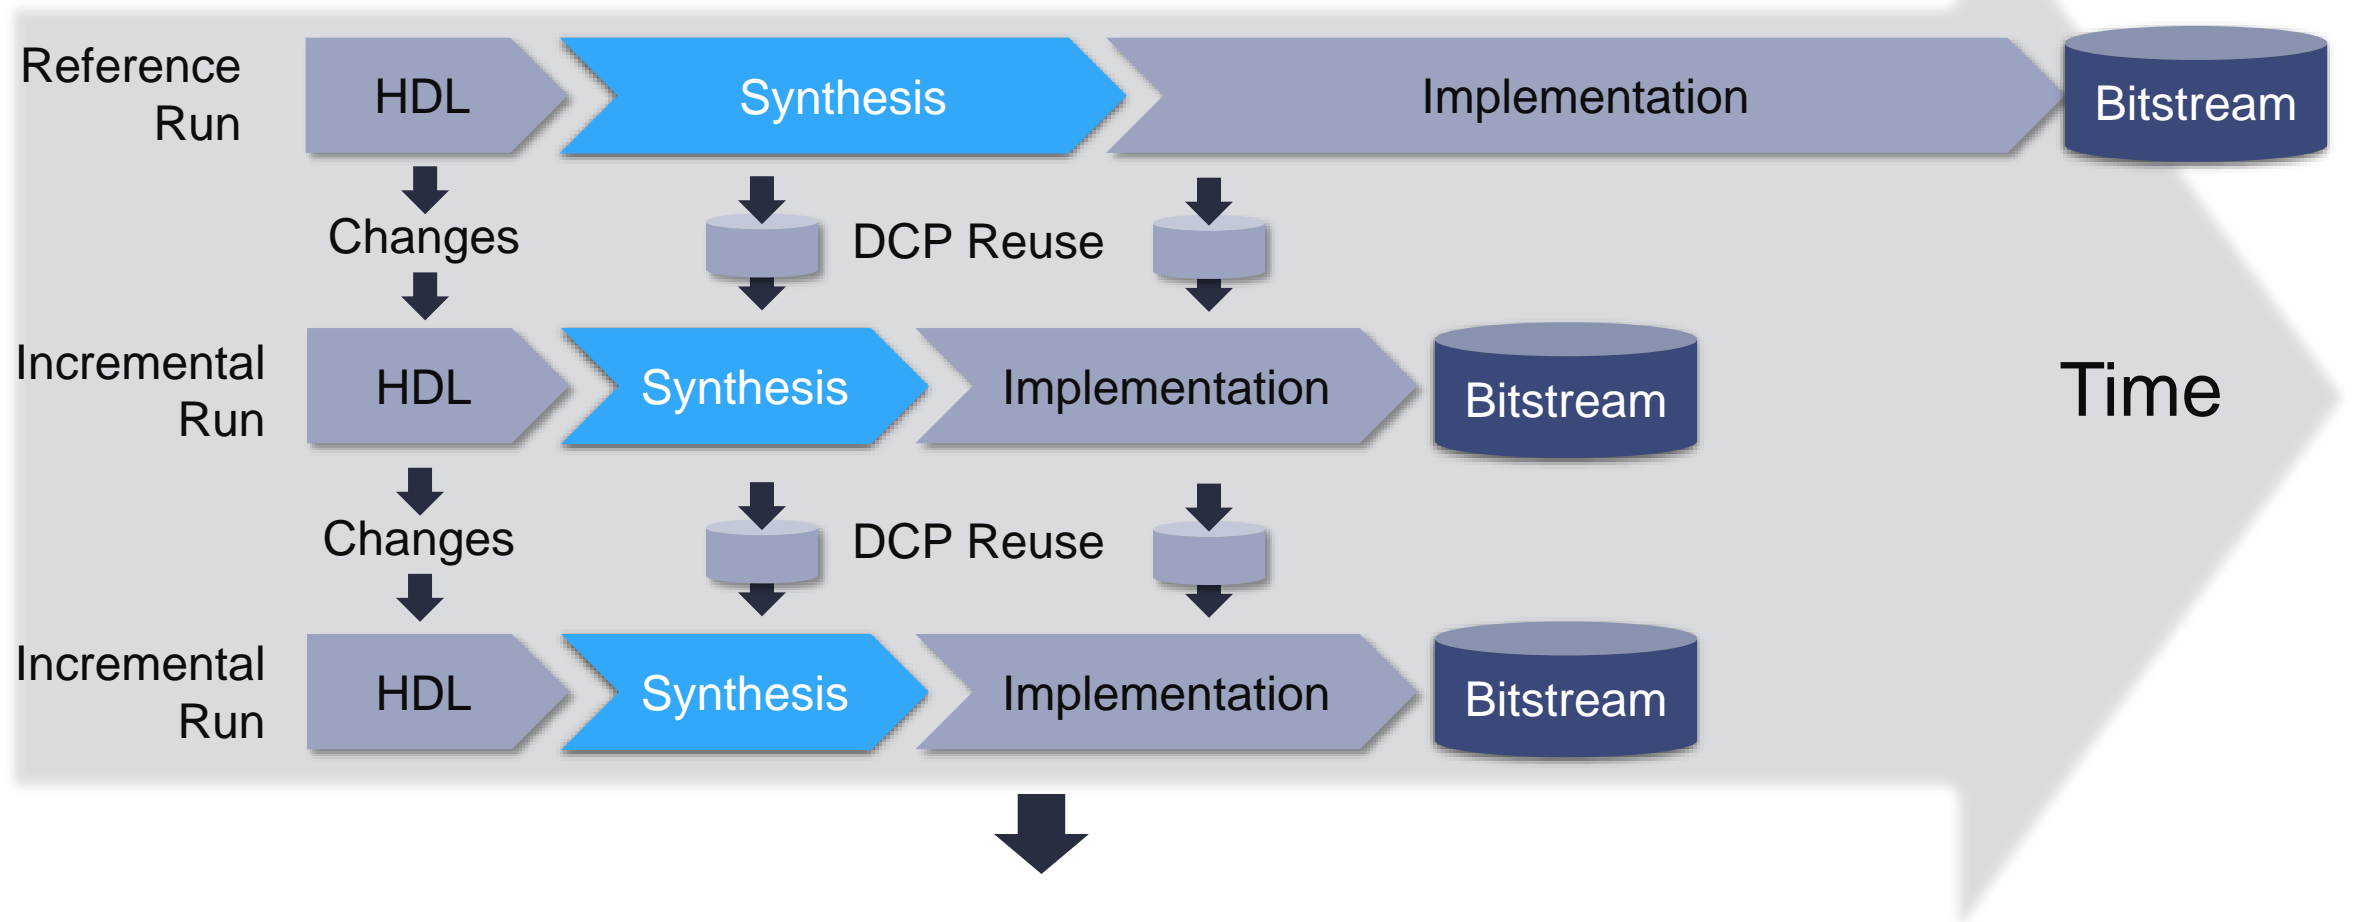 Reference
Run
HDL
Synthesis
Implementation
Bitstream
Changes
DCP Reuse
Incremental
Run
HDL
Synthesis
Implementation
Bitstream
Time
Changes
DCP Reuse
Incremental
Run
HDL
Synthesis
Implementation
Bitstream